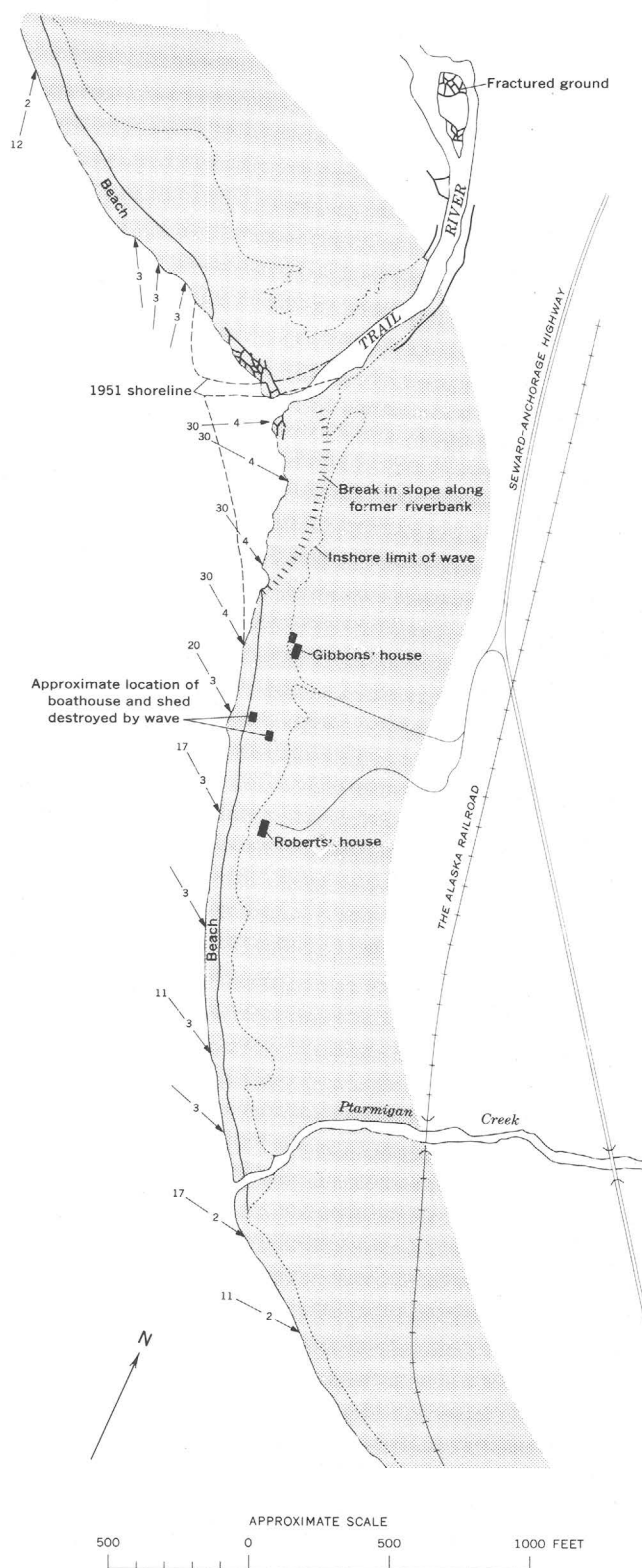 Fractured ground
2
12
RIVER
Beach
SEWARD-ANCHORAGE HIGHWAY
3
3
3
TRAIL
1951 shoreline
30
4
30
4
Break in slope along
former riverbank
30
4
Inshore limit of wave
30
4
20
3
Gibbons' house
Approximate location of
boathouse and shed
destroyed by wave
17
3
THE ALASKA RAILROAD
Roberts' house
3
Beach
11
3
3
Ptarmigan Creek
17
2
11
2
N
APPROXIMATE SCALE
500 0 500 1000 FEET